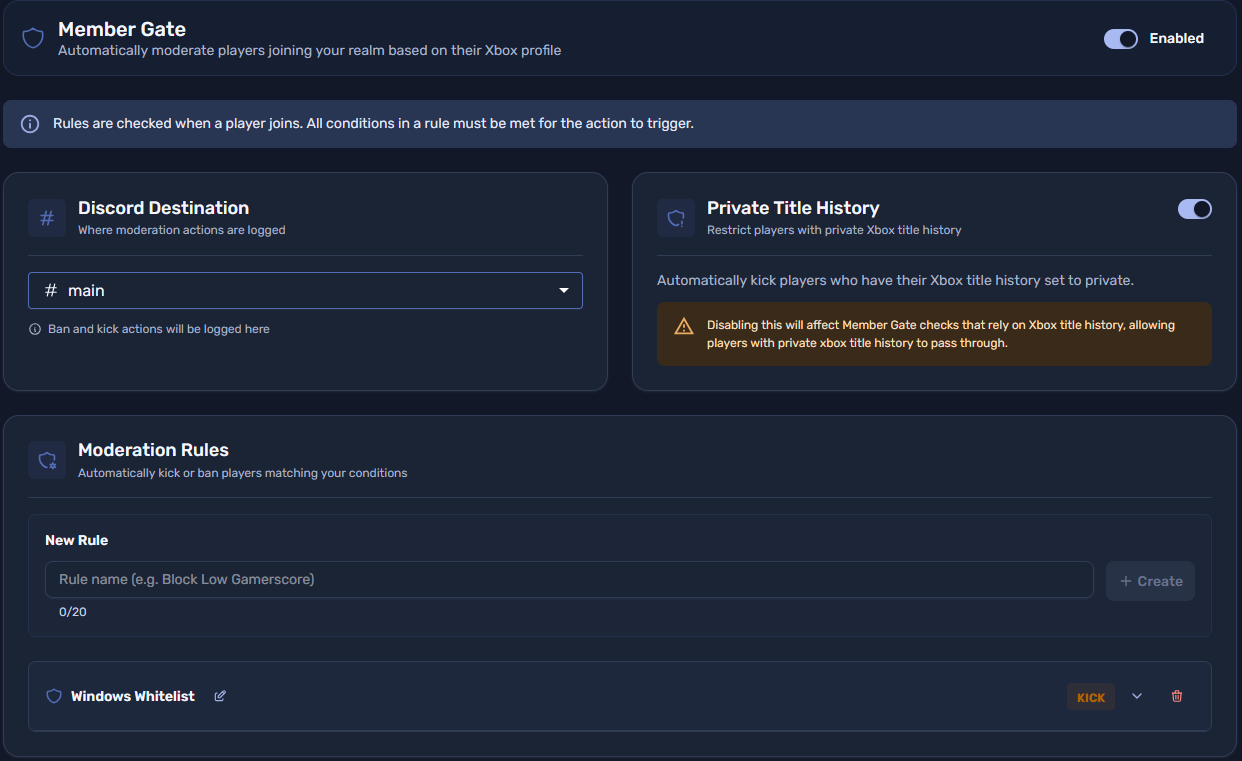 Member Gate
Automatically moderate players joining your realm based on their Xbox profile
Enabled
Rules are checked when a player joins. All conditions in a rule must be met for the action to trigger.
# Discord Destination
Where moderation actions are logged
# main
Ban and kick actions will be logged here
Private Title History
Restrict players with private Xbox title history
Automatically kick players who have their Xbox title history set to private.
Disabling this will affect Member Gate checks that rely on Xbox title history, allowing
players with private xbox title history to pass through.
Moderation Rules
Automatically kick or ban players matching your conditions
New Rule
Rule name (e.g. Block Low Gamerscore)
+ Create
0/20
Windows Whitelist
KICK